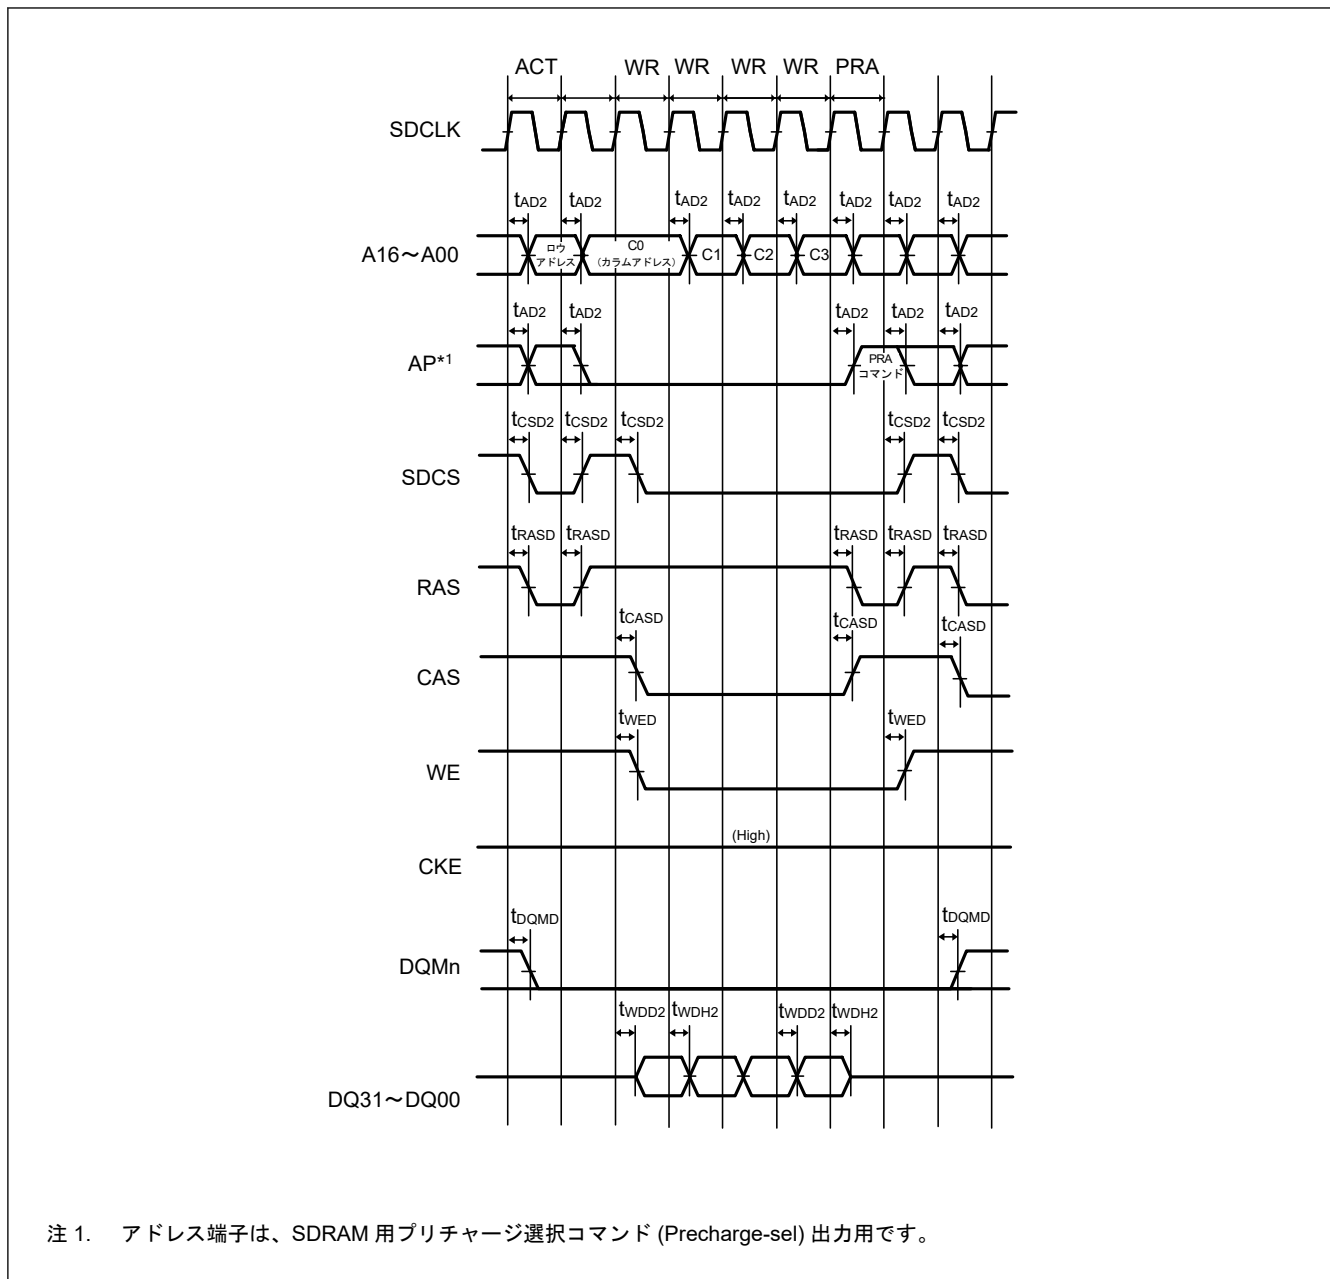 ACT WR WR WR WR PRA
SDCLK
tAD2 tAD2 tAD2 tAD2 tAD2 tAD2 tAD2 tAD2
A16～A00
ロウ
アドレス
C0
(カラムアドレス)
C1 C2 C3
tAD2 tAD2 tAD2 tAD2 tAD2
AP*1
PRA
コマンド
tCSD2 tCSD2 tCSD2 tCSD2 tCSD2
SDCS
tRASD tRASD tRASD tRASD tRASD
RAS
tCASD tCASD tCASD
CAS
tWED tWED
WE
(High)
CKE
tDQMD tDQMD
DQMn
tWDD2 tWDH2 tWDD2 tWDH2
DQ31～DQ00
注 1. アドレス端子は、SDRAM 用プリチャージ選択コマンド (Precharge-sel) 出力用です。